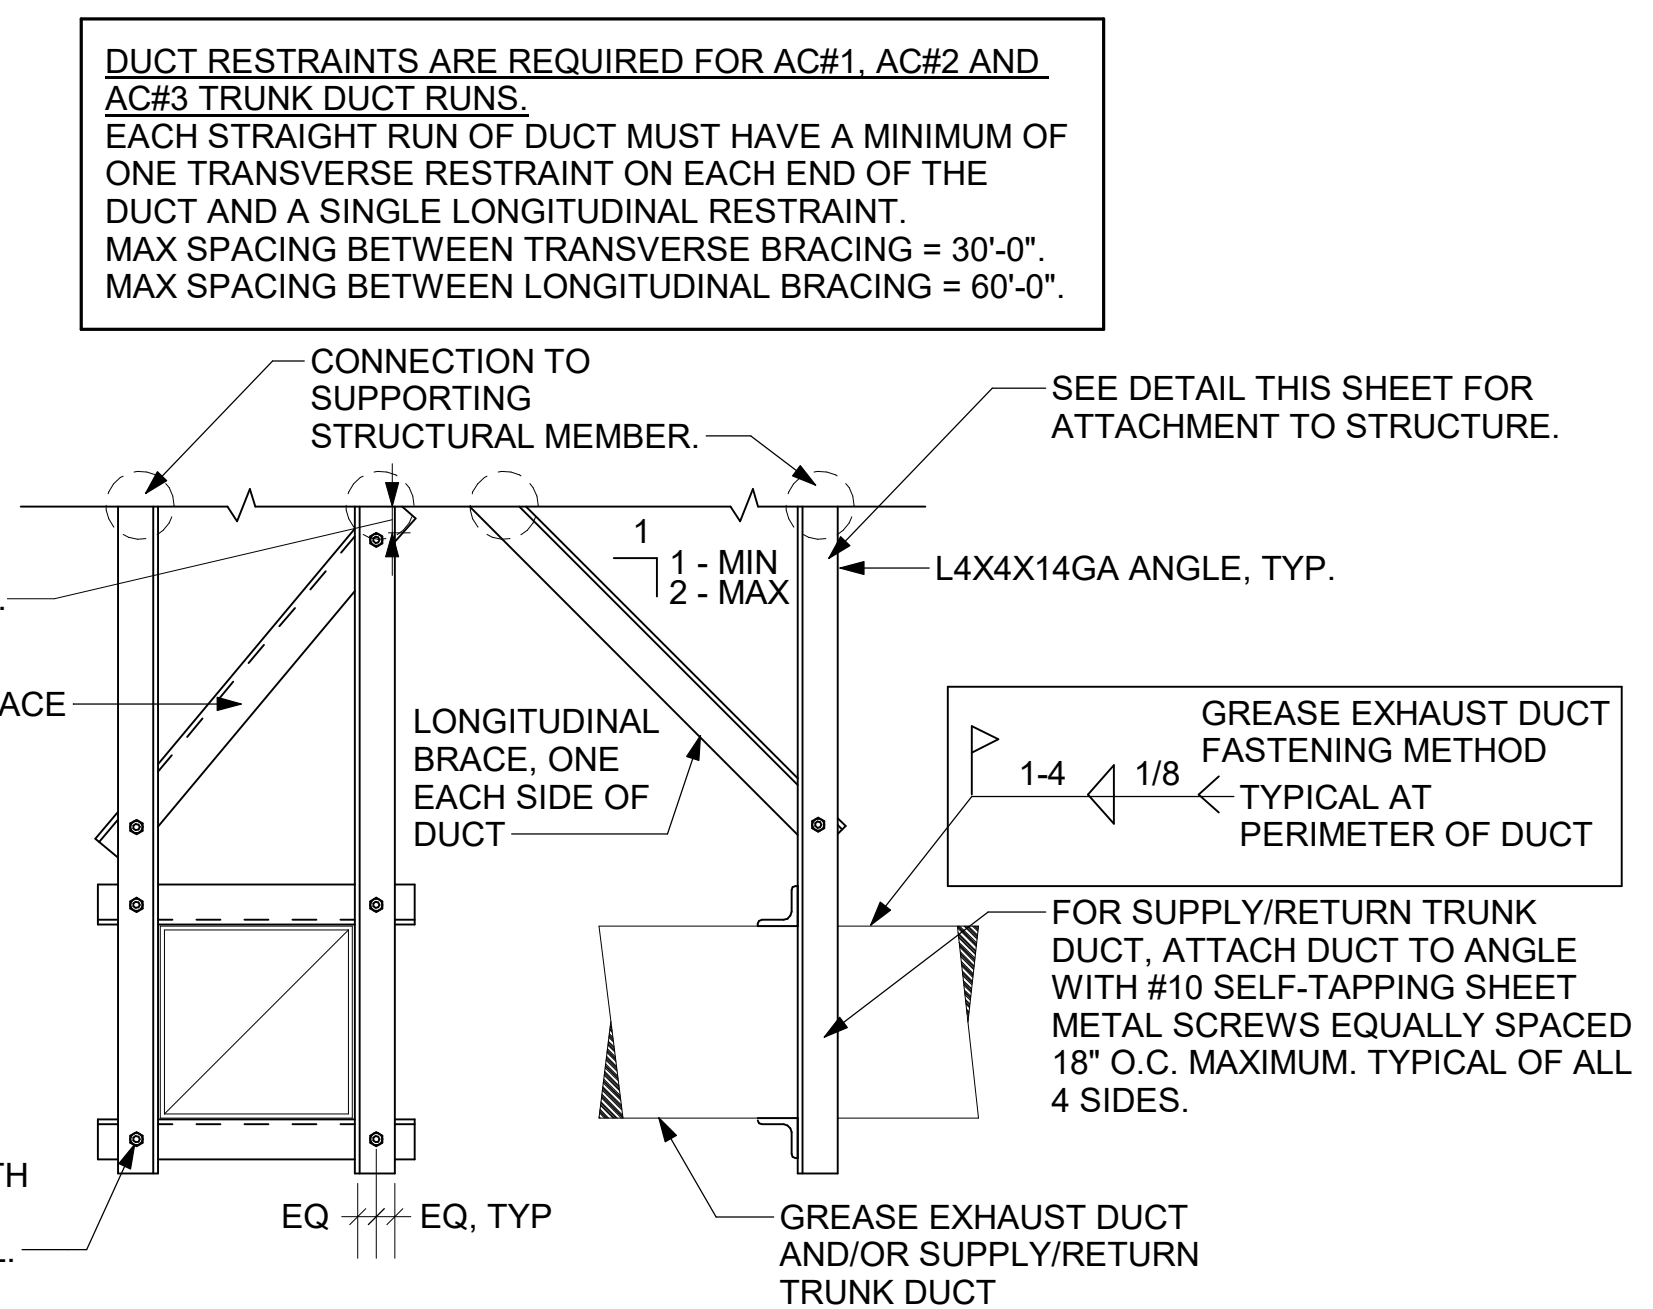 DUCT RESTRAINTS ARE REQUIRED FOR AC#1, AC#2 AND
AC#3 TRUNK DUCT RUNS.
EACH STRAIGHT RUN OF DUCT MUST HAVE A MINIMUM OF
ONE TRANSVERSE RESTRAINT ON EACH END OF THE
DUCT AND A SINGLE LONGITUDINAL RESTRAINT.
MAX SPACING BETWEEN TRANSVERSE BRACING = 30'-0".
MAX SPACING BETWEEN LONGITUDINAL BRACING = 60'-0".
CONNECTION TO
SUPPORTING
STRUCTURAL MEMBER.
SEE DETAIL THIS SHEET FOR
ATTACHMENT TO STRUCTURE.
1
1 - MIN
2 - MAX
L4X4X14GA ANGLE, TYP.
ACE
LONGITUDINAL
BRACE, ONE
EACH SIDE OF
DUCT
GREASE EXHAUST DUCT
FASTENING METHOD
1-4
1/8
TYPICAL AT
PERIMETER OF DUCT
FOR SUPPLY/RETURN TRUNK
DUCT, ATTACH DUCT TO ANGLE
WITH #10 SELF-TAPPING SHEET
METAL SCREWS EQUALLY SPACED
18" O.C. MAXIMUM. TYPICAL OF ALL
4 SIDES.
TH
EQ
EQ, TYP
GREASE EXHAUST DUCT
AND/OR SUPPLY/RETURN
TRUNK DUCT